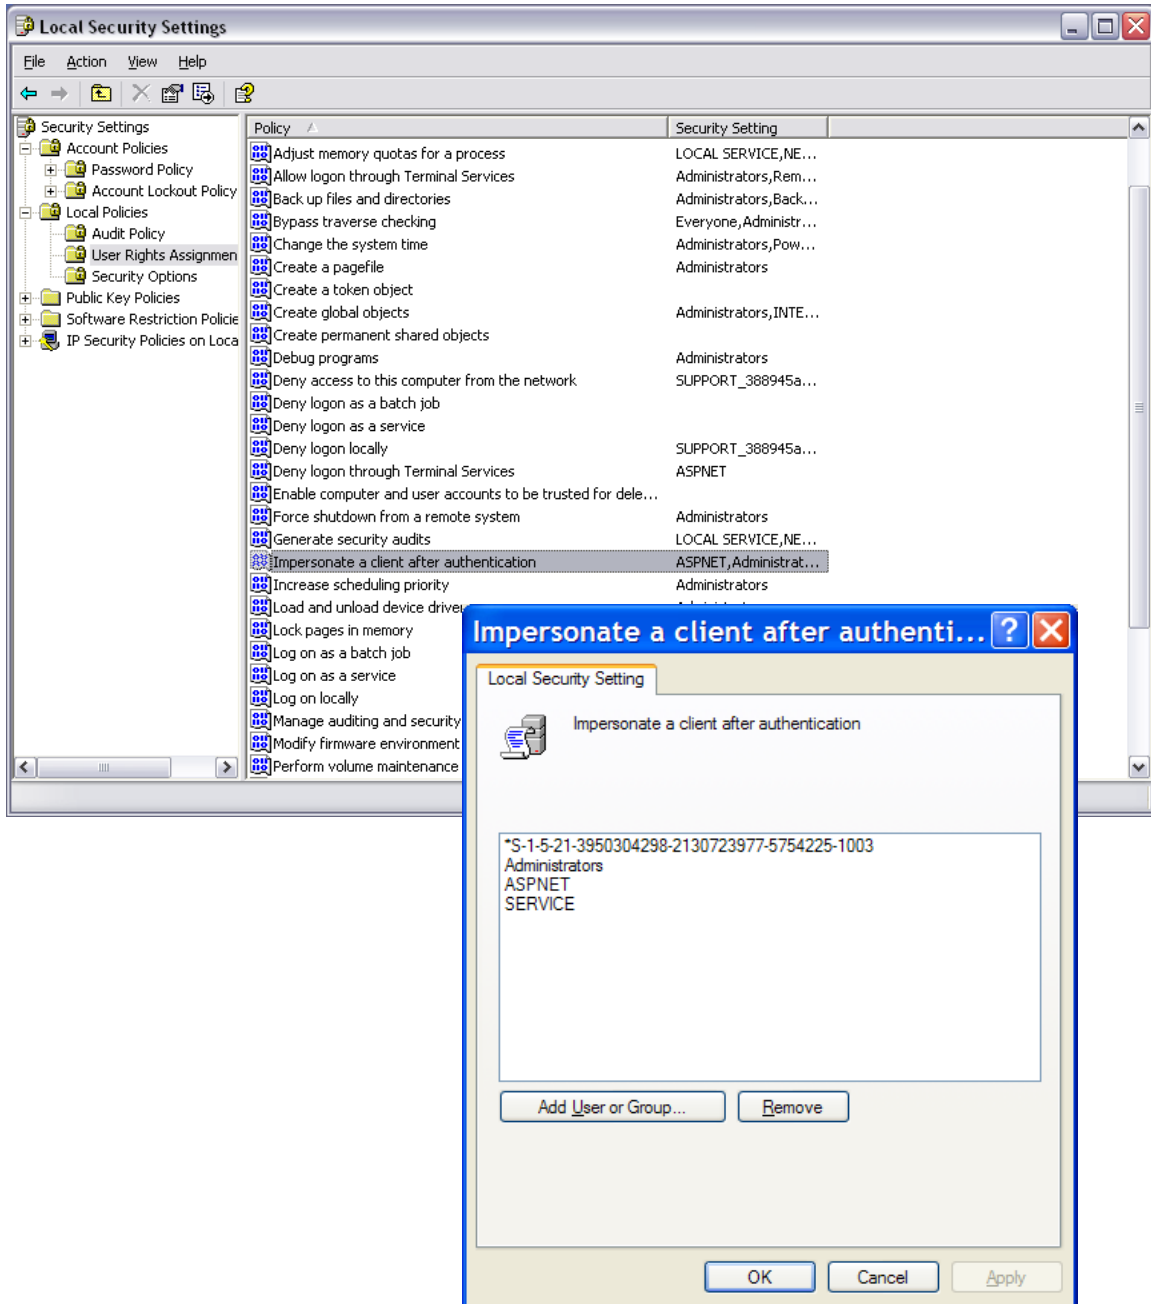 Local Security Settings
File Action View Help
Security Settings
Account Policies
Password Policy
Account Lockout Policy
Local Policies
Audit Policy
User Rights Assignmen
Security Options
Public Key Policies
Software Restriction Policie
IP Security Policies on Loca
Policy Security Setting
Adjust memory quotas for a process LOCAL SERVICE,NE...
Allow logon through Terminal Services Administrators,Rem...
Back up files and directories Administrators,Back...
Bypass traverse checking Everyone,Administr...
Change the system time Administrators,Pow...
Create a pagefile Administrators
Create a token object
Create global objects Administrators,INTE...
Create permanent shared objects
Debug programs Administrators
Deny access to this computer from the network SUPPORT_388945a...
Deny logon as a batch job
Deny logon as a service
Deny logon locally SUPPORT_388945a...
Deny logon through Terminal Services ASPNET
Enable computer and user accounts to be trusted for dele...
Force shutdown from a remote system Administrators
Generate security audits LOCAL SERVICE,NE...
Impersonate a client after authentication ASPNET,Administrat...
Increase scheduling priority Administrators
Load and unload device
Lock pages in memory
Log on as a batch job
Log on as a service
Log on locally
Manage auditing and security
Modify firmware environment
Perform volume maintenance
Impersonate a client after authenti...
Local Security Setting
Impersonate a client after authentication
*S-1-5-21-3950304298-2130723977-5754225-1003
Administrators
ASPNET
SERVICE
Add User or Group... Remove
OK Cancel Apply